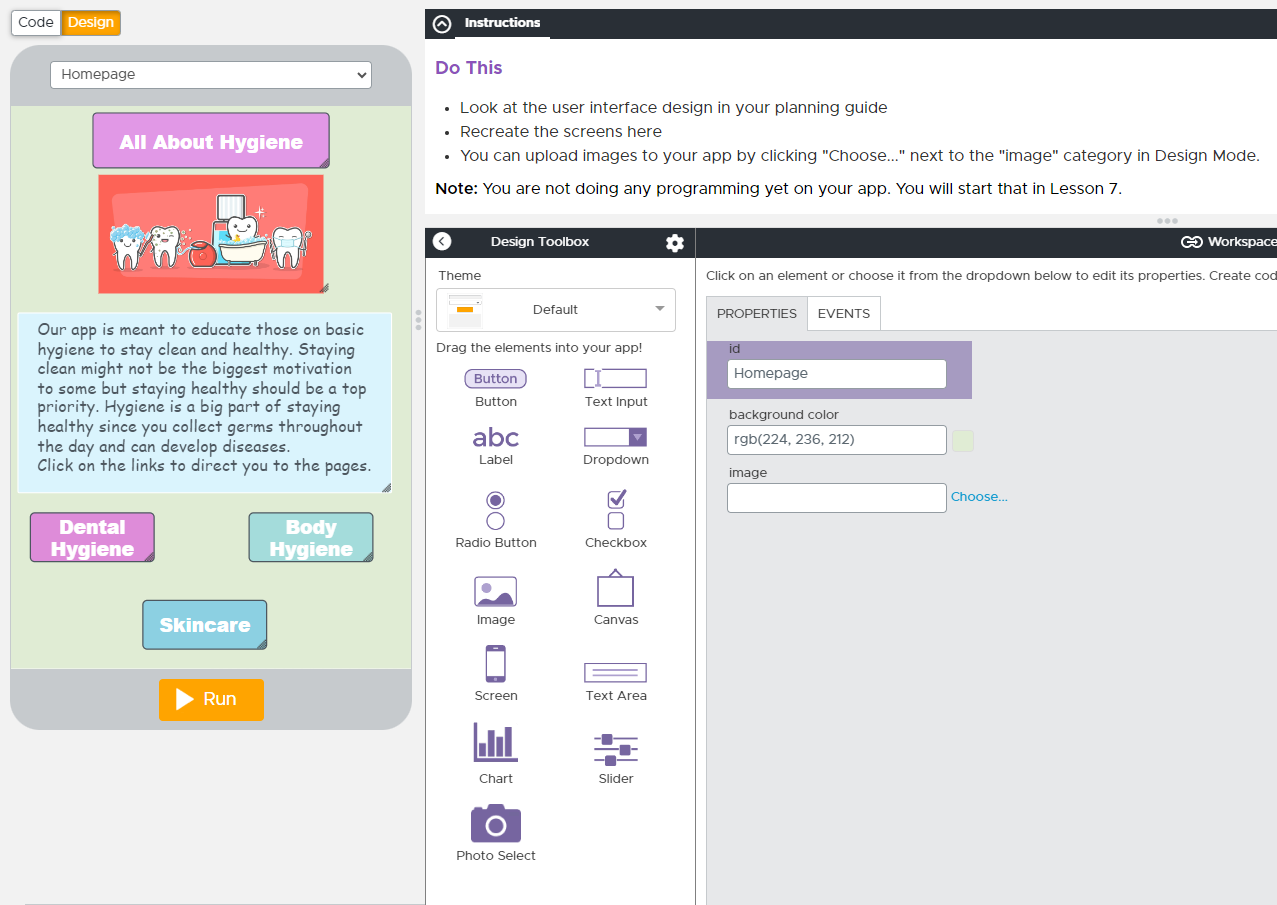 Code Design
Homepage
All About Hygiene
Our app is meant to educate those on basic
hygiene to stay clean and healthy. Staying
clean might not be the biggest motivation
to some but staying healthy should be a top
priority. Hygiene is a big part of staying
healthy since you collect germs throughout
the day and can develop diseases.
Click on the links to direct you to the pages.
Dental
Hygiene
Body
Hygiene
Skincare
Run
Instructions
Do This
• Look at the user interface design in your planning guide
• Recreate the screens here
• You can upload images to your app by clicking "Choose..." next to the "image" category in Design Mode.
Note: You are not doing any programming yet on your app. You will start that in Lesson 7.
Design Toolbox
Theme
Default
Drag the elements into your app!
Button
Button
Text Input
abc
Label
Dropdown
Radio Button
Checkbox
Image
Canvas
Screen
Text Area
Chart
Slider
Photo Select
Workspace
Click on an element or choose it from the dropdown below to edit its properties. Create cod
PROPERTIES EVENTS
id
Homepage
background color
rgb(224, 236, 212)
image
Choose...